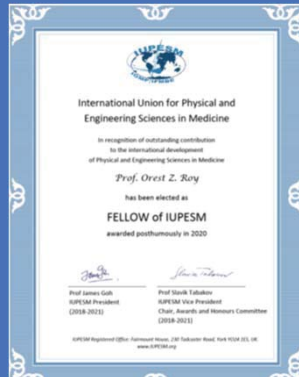 IUPESM
International Union for Physical and
Engineering Sciences in Medicine
In recognition of outstanding contribution
to the international development
of Physical and Engineering Sciences in Medicine
Prof. Orest Z. Roy
has been elected as
FELLOW of IUPESM
awarded posthumously in 2020
Prof James Goh
IUPESM President
(2018-2021)
Prof Slavik Tabakov
IUPESM Vice President
Chair, Awards and Honours Committee
(2018-2021)
IUPESM Registered Office: Fairmount House, 230 Tadcaster Road, York YO24 1ES, UK
www.IUPESM.org